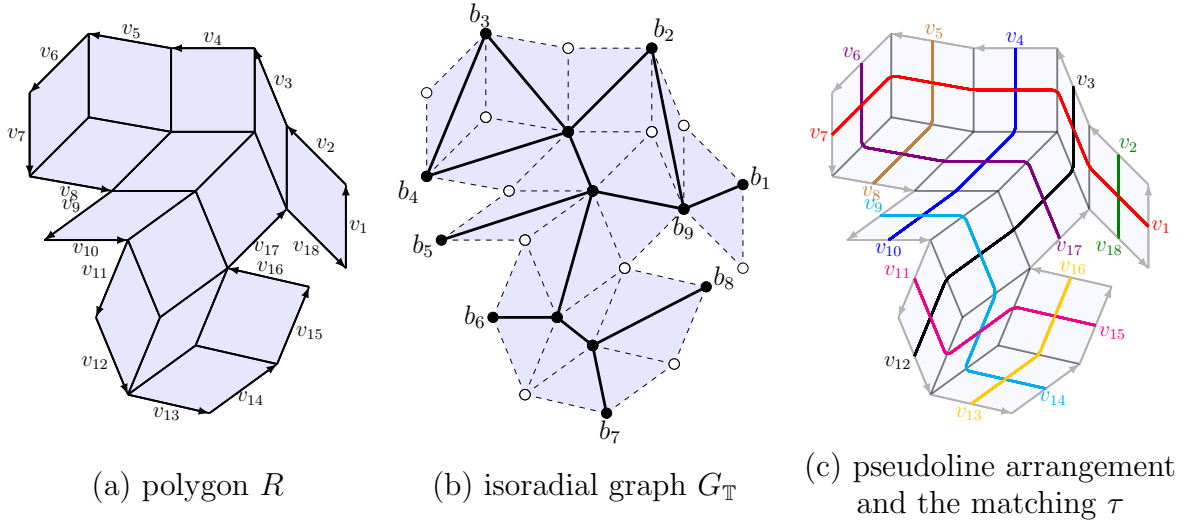 v5
v4
v6
v3
v7
v2
v8
v9
v1
v10
v17
v18
v11
v16
v15
v12
v13
v14
(a) polygon R
b3
b2
b1
b4
b9
b5
b8
b6
b7
(b) isoradial graph G𝕋
v5
v4
v6
v3
v7
v2
v8
v9
v1
v10
v17
v18
v11
v16
v15
v12
v14
v13
(c) pseudoline arrangement
and the matching τ